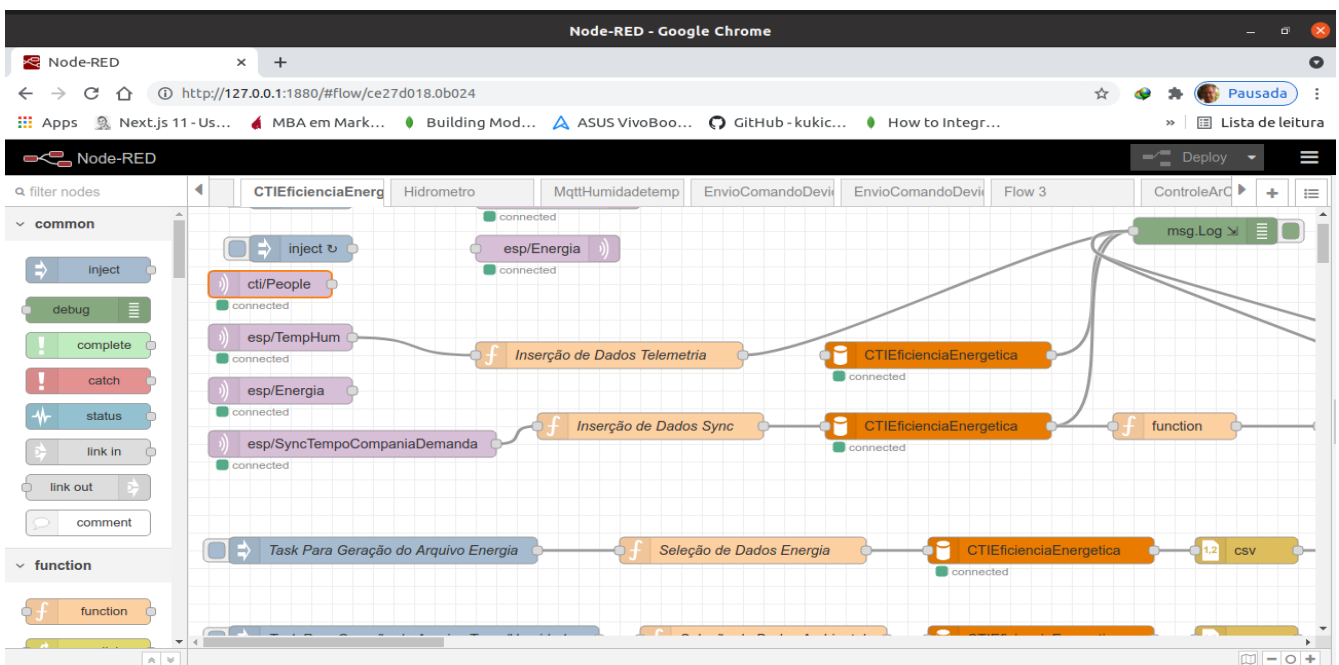 Node-RED - Google Chrome
Node-RED
http://127.0.0.1:1880/#flow/ce27d018.0b024
Pausada
Apps
Next.js 11 - Us...
MBA em Mark...
Building Mod...
ASUS VivoBoo...
GitHub - kukic...
How to Integr...
»
Lista de leitura
Node-RED
Deploy
filter nodes
CTIEficienciaEnerg
Hidrometro
MqttHumidadetemp
EnvioComandoDevi
EnvioComandoDevi
Flow 3
ControleArC
common
inject
debug
complete
catch
status
link in
link out
comment
function
function
connected
inject ↻
esp/Energia
connected
msg.Log
cti/People
connected
esp/TempHum
connected
Inserção de Dados Telemetria
CTIEficienciaEnergetica
connected
esp/Energia
connected
Inserção de Dados Sync
CTIEficienciaEnergetica
connected
function
esp/SyncTempoCompaniaDemanda
connected
Task Para Geração do Arquivo Energia
Seleção de Dados Energia
CTIEficienciaEnergetica
connected
1,2
csv